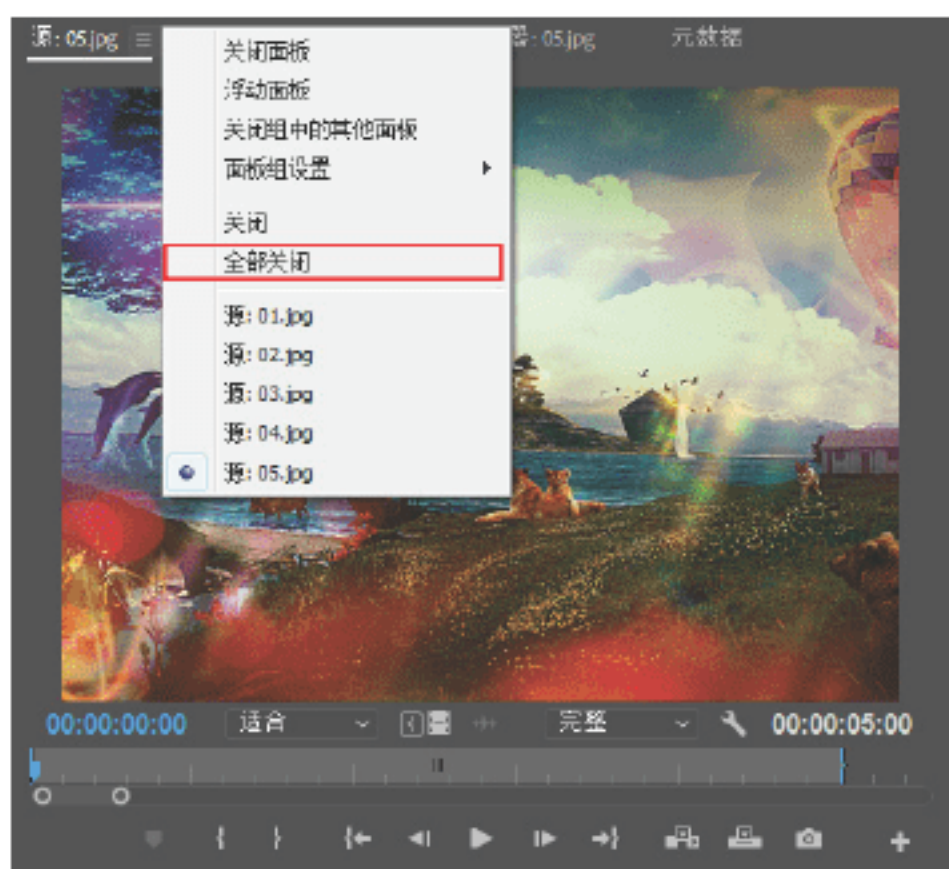 源: 05.jpg
: 05.jpg
元数据
关闭面板
浮动面板
关闭组中的其他面板
面板组设置
关闭
全部关闭
源: 01.jpg
源: 02.jpg
源: 03.jpg
源: 04.jpg
源: 05.jpg
00:00:00:00
适合
完整
00:00:05:00